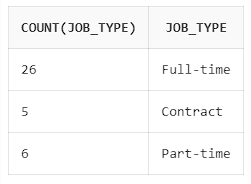 COUNT(JOB_TYPE) JOB_TYPE
26 Full-time
5 Contract
6 Part-time